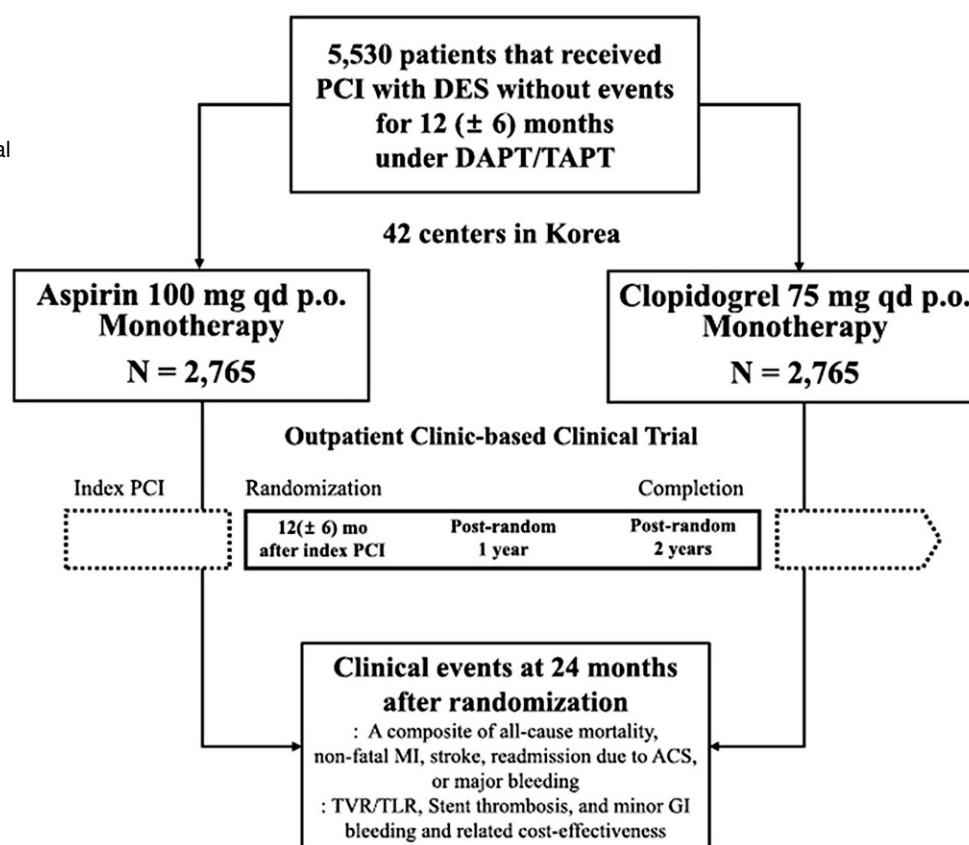 5,530 patients that received
PCI with DES without events
for 12 (± 6) months
under DAPT/TAPT
al
42 centers in Korea
Aspirin 100 mg qd p.o.
Monotherapy
N = 2,765
Clopidogrel 75 mg qd p.o.
Monotherapy
N = 2,765
Outpatient Clinic-based Clinical Trial
Index PCI
Randomization
Completion
12(± 6) mo
after index PCI
Post-random
1 year
Post-random
2 years
Clinical events at 24 months
after randomization
: A composite of all-cause mortality,
non-fatal MI, stroke, readmission due to ACS,
or major bleeding
: TVR/TLR, Stent thrombosis, and minor GI
bleeding and related cost-effectiveness